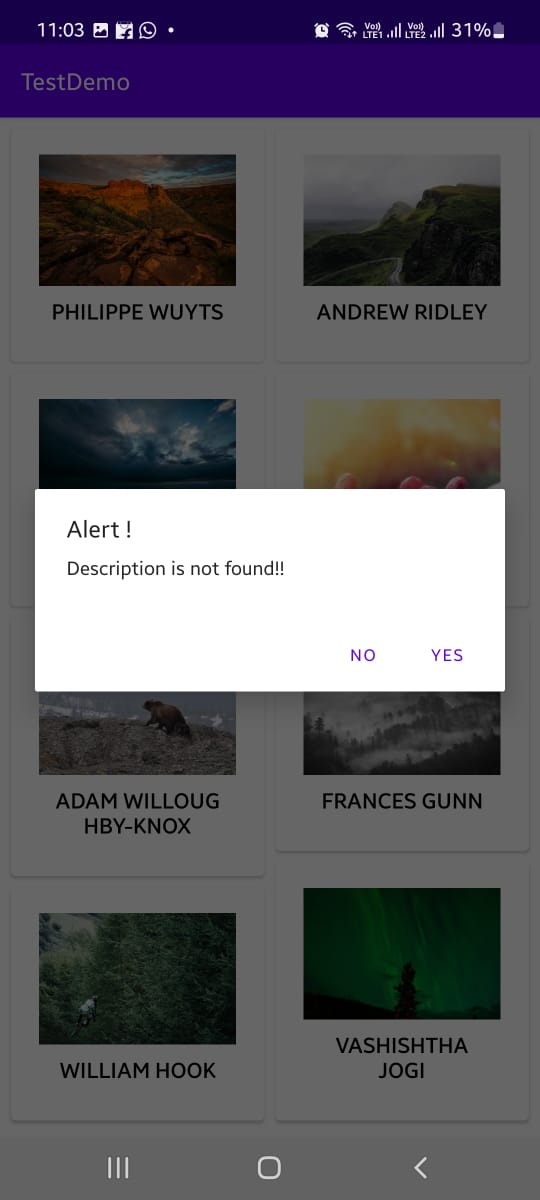 11:03
Vo)) LTE1 Vo)) LTE2 31%
TestDemo
PHILIPPE WUYTS
ANDREW RIDLEY
Alert !
Description is not found!!
NO YES
ADAM WILLOUG
HBY-KNOX
FRANCES GUNN
WILLIAM HOOK
VASHISHTHA
JOGI